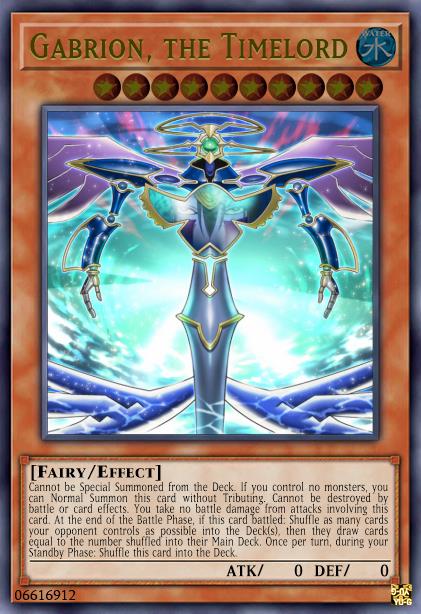 GABRION, THE TIMELORD
WATER
水
[FAIRY/EFFECT]
Cannot be Special Summoned from the Deck. If you control no monsters, you
can Normal Summon this card without Tributing. Cannot be destroyed by
battle or card effects. You take no battle damage from attacks involving this
card. At the end of the Battle Phase, if this card battled: Shuffle as many cards
your opponent controls as possible into the Deck(s), then they draw cards
equal to the number shuffled into their Main Deck. Once per turn, during your
Standby Phase: Shuffle this card into the Deck.
ATK/ 0 DEF/ 0
06616912